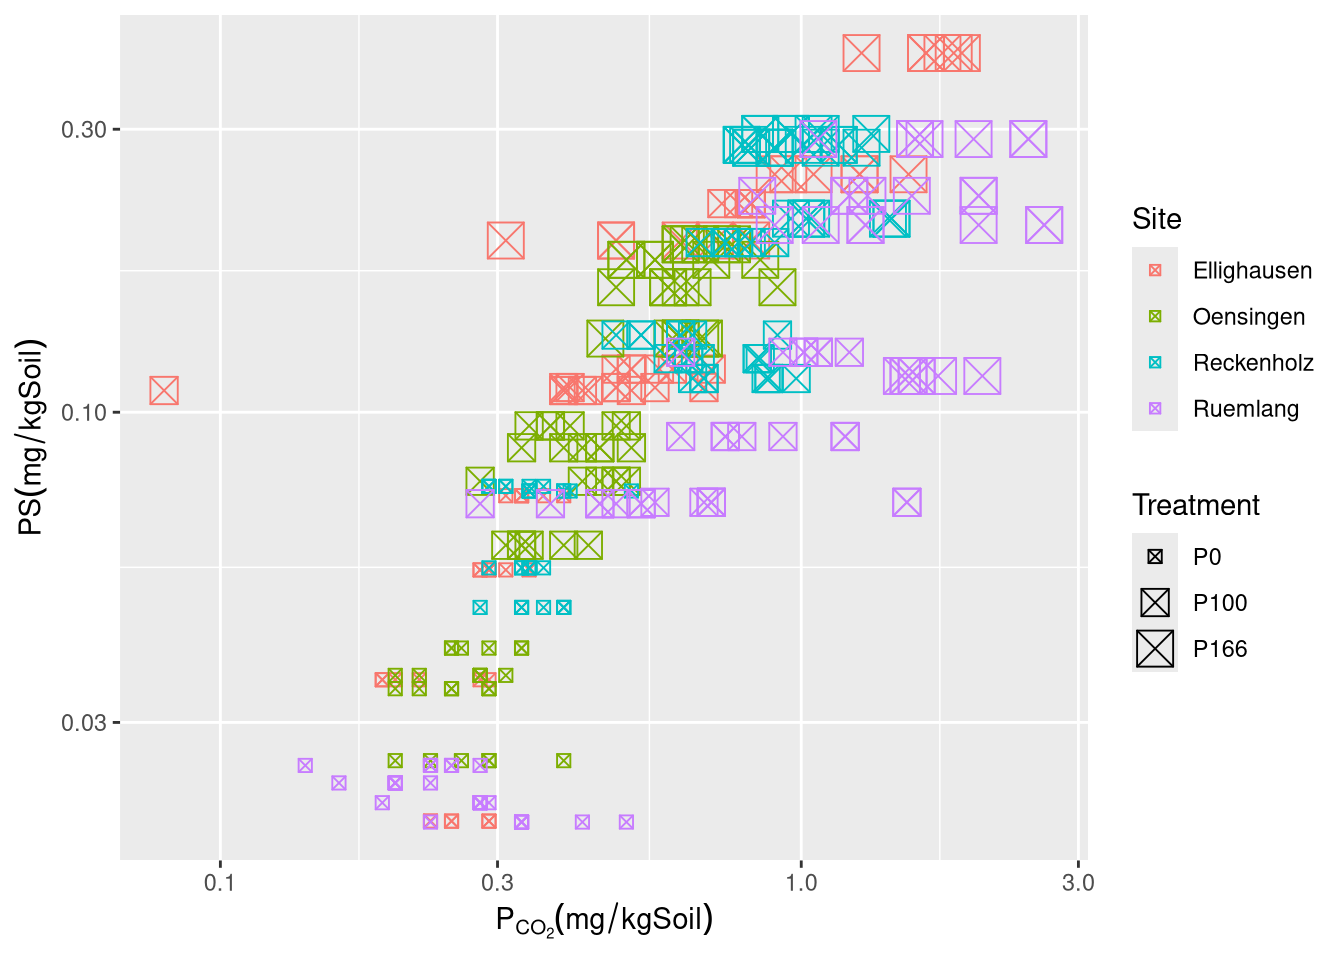 0.30
0.10
0.03
PS(mg/kgSoil)
0.1
0.3
1.0
3.0
P_CO2(mg/kgSoil)
Site
Ellighausen
Oensingen
Reckenholz
Ruemlang
Treatment
P0
P100
P166